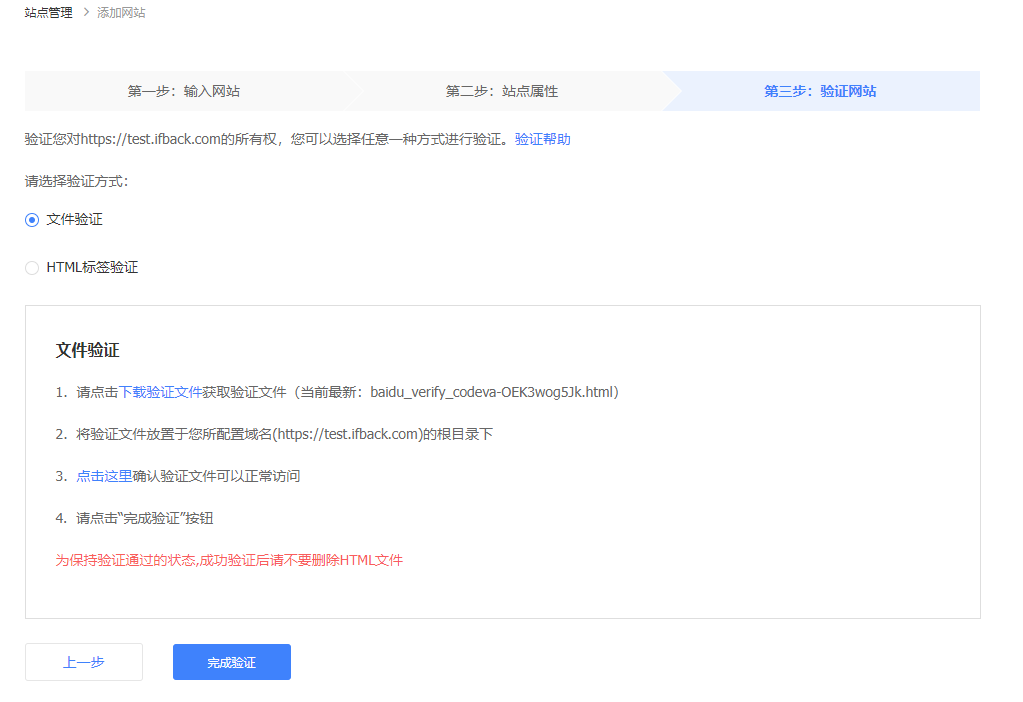 站点管理 > 添加网站
第一步：输入网站 第二步：站点属性 第三步：验证网站
验证您对https://test.ifback.com的所有权，您可以选择任意一种方式进行验证。验证帮助
请选择验证方式：
文件验证
HTML标签验证
文件验证
1. 请点击下载验证文件获取验证文件（当前最新：baidu_verify_codeva-OEK3wog5Jk.html）
2. 将验证文件放置于您所配置域名(https://test.ifback.com)的根目录下
3. 点击这里确认验证文件可以正常访问
4. 请点击“完成验证”按钮
为保持验证通过的状态,成功验证后请不要删除HTML文件
上一步 完成验证